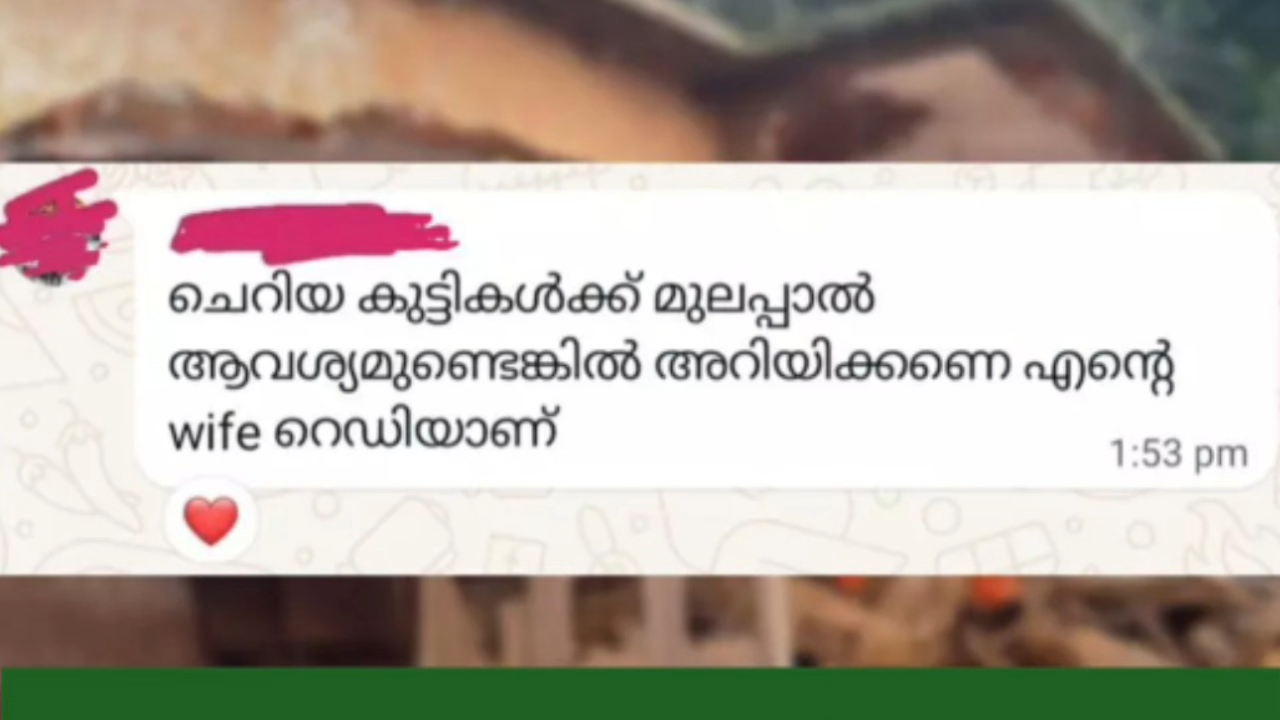 ചെറിയ കുട്ടികൾക്ക് മുലപ്പാൽ
ആവശ്യമുണ്ടെങ്കിൽ അറിയിക്കണെ എന്റെ
wife റെഡിയാണ്
1:53 pm